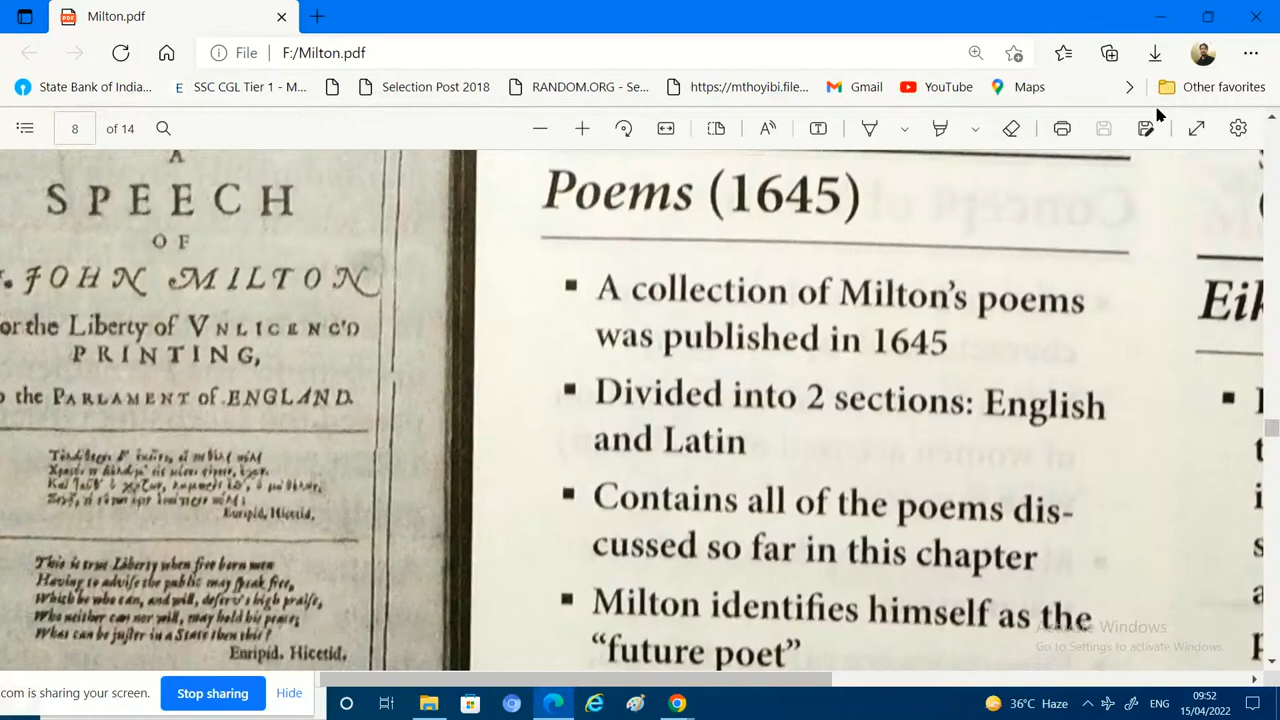 Milton.pdf
File
F:/Milton.pdf
State Bank of India...
SSC CGL Tier 1 - M...
Selection Post 2018
RANDOM.ORG - Se...
https://mthoyibi.file...
Gmail
YouTube
Maps
Other favorites
8 of 14
A
SPEECH
OF
JOHN MILTON
For the Liberty of VNLICENC'D
PRINTING,
the PARLAMENT of ENGLAND.
Euripid, Hicetid.
This is true Liberty when free born men
Having to advise the public may speak free,
Which he who can, and will, deserv's high praise,
Who neither can nor will, may hold his peace;
What can be juster in a State then this?
Euripid. Hicetid.
Poems (1645)
▪ A collection of Milton's poems
was published in 1645
▪ Divided into 2 sections: English
and Latin
▪ Contains all of the poems dis-
cussed so far in this chapter
▪ Milton identifies himself as the
“future poet”
Activate Windows
Go to Settings to activate Windows.
com is sharing your screen.
Stop sharing
Hide
36°C Haze
ENG
09:52
15/04/2022